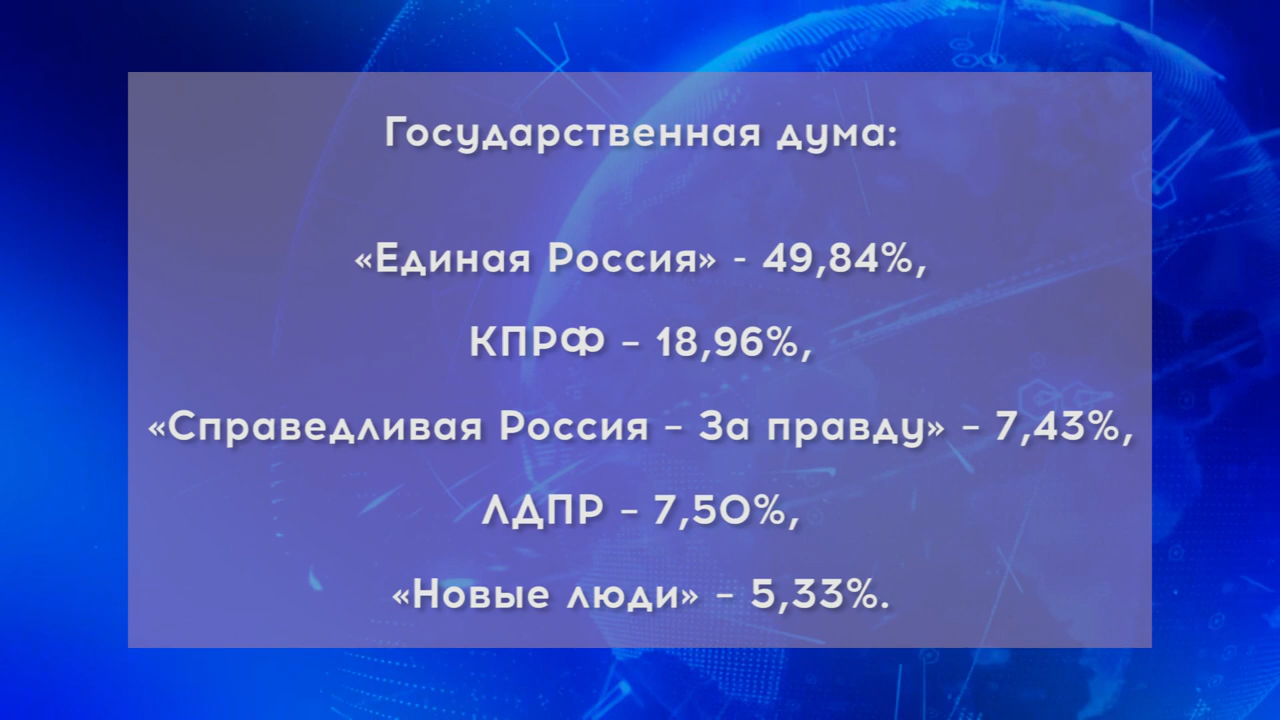 Государственная дума:
«Единая Россия» - 49,84%,
КПРФ – 18,96%,
«Справедливая Россия – За правду» – 7,43%,
ЛДПР – 7,50%,
«Новые люди» – 5,33%.